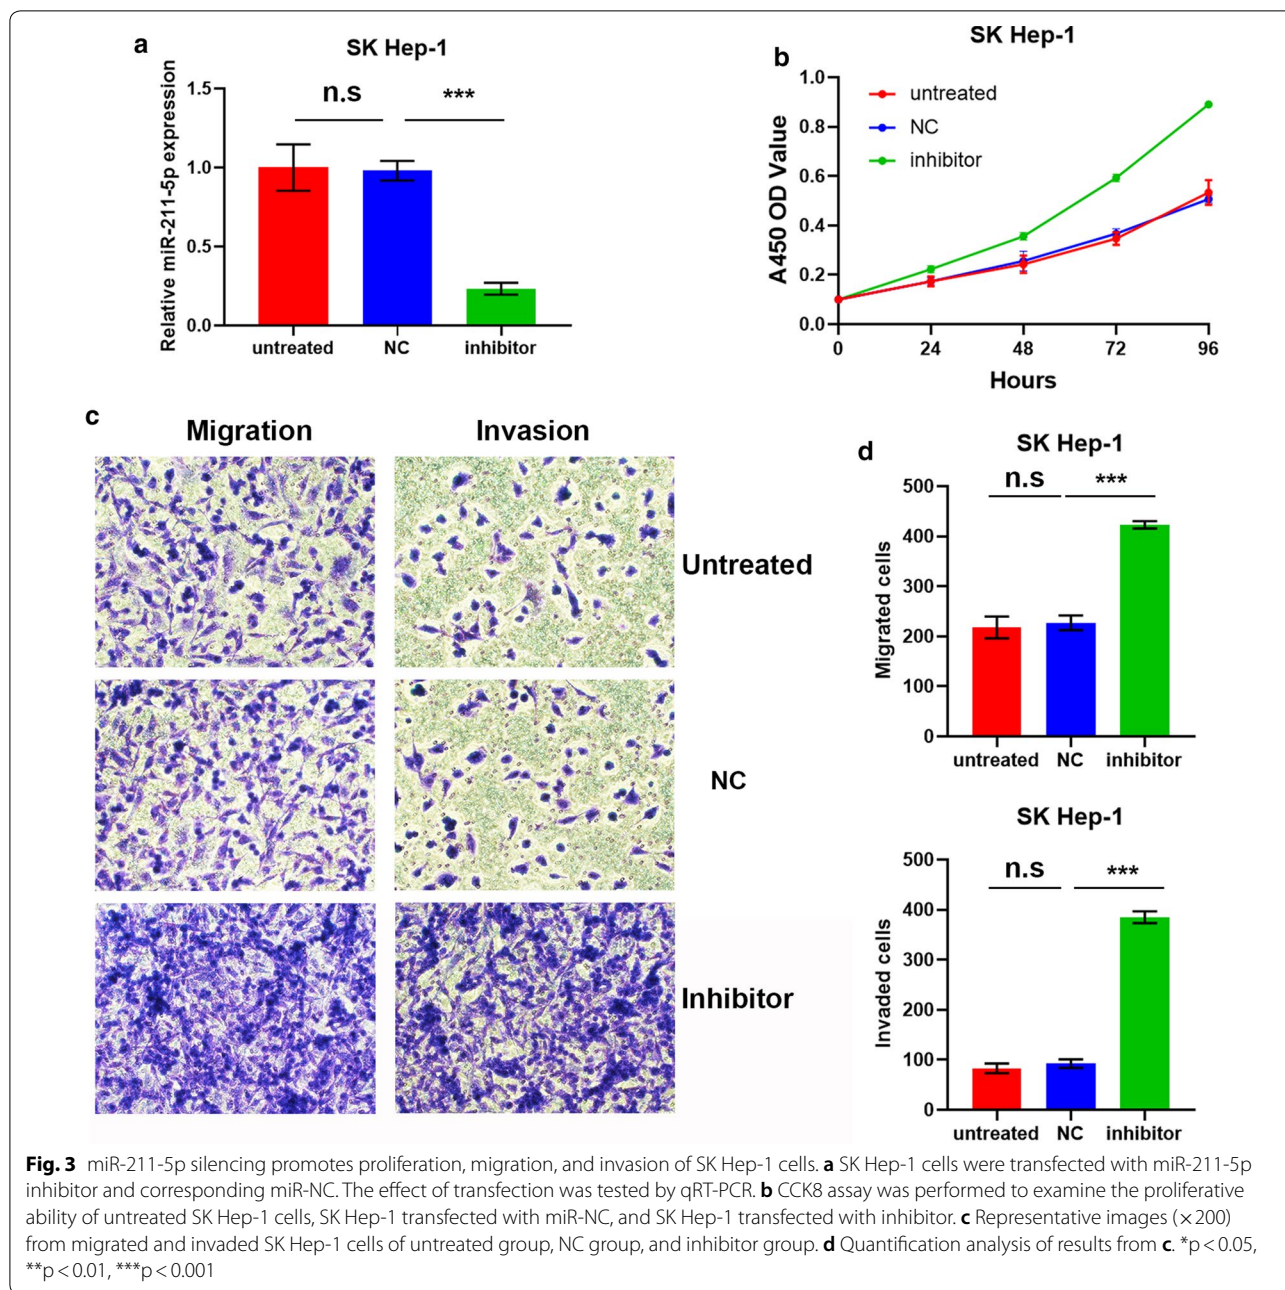 a
SK Hep-1
Relative miR-211-5p expression
1.5
1.0
0.5
0.0
n.s
***
untreated NC inhibitor
b
SK Hep-1
A450 OD Value
1.0
0.8
0.6
0.4
0.2
0.0
untreated
NC
inhibitor
0 24 48 72 96
Hours
c
Migration Invasion
Untreated
NC
Inhibitor
d
SK Hep-1
Migrated cells
500
400
300
200
100
0
n.s
***
untreated NC inhibitor
SK Hep-1
Invaded cells
500
400
300
200
100
0
n.s
***
untreated NC inhibitor
Fig. 3 miR-211-5p silencing promotes proliferation, migration, and invasion of SK Hep-1 cells. a SK Hep-1 cells were transfected with miR-211-5p
inhibitor and corresponding miR-NC. The effect of transfection was tested by qRT-PCR. b CCK8 assay was performed to examine the proliferative
ability of untreated SK Hep-1 cells, SK Hep-1 transfected with miR-NC, and SK Hep-1 transfected with inhibitor. c Representative images (×200)
from migrated and invaded SK Hep-1 cells of untreated group, NC group, and inhibitor group. d Quantification analysis of results from c. *p<0.05,
**p<0.01, ***p<0.001